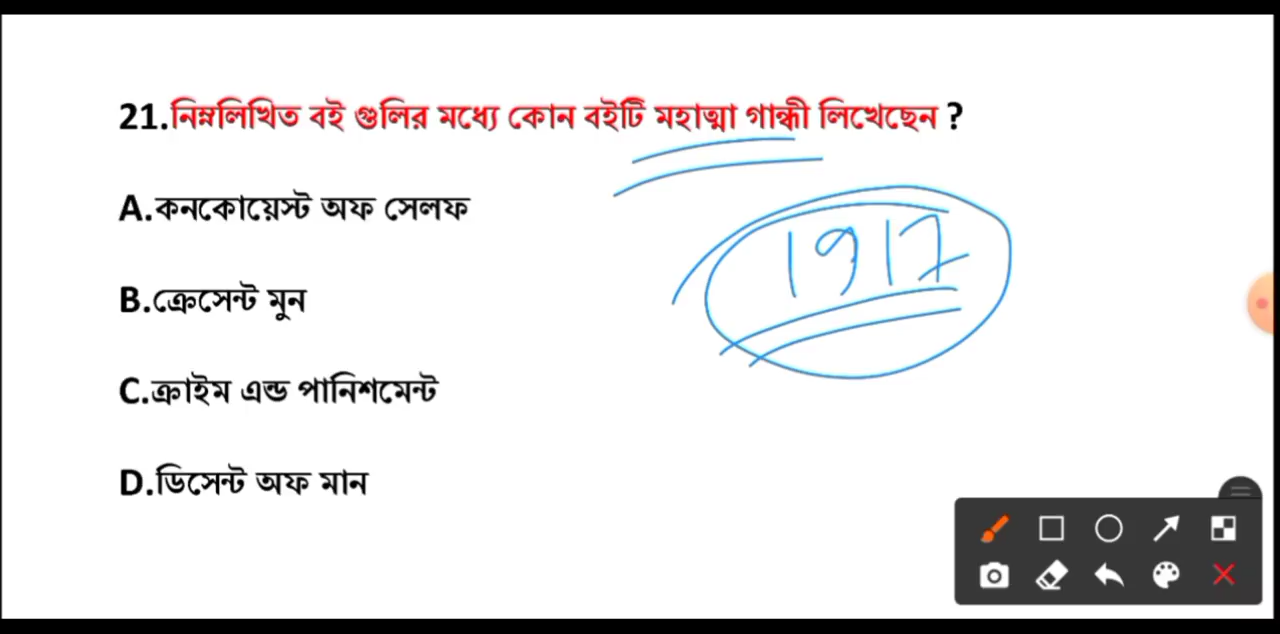 21.নিম্নলিখিত বই গুলির মধ্যে কোন বইটি মহাত্মা গান্ধী লিখেছেন ?
A.কনকোয়েস্ট অফ সেলফ
1917
B.ক্রেসেন্ট মুন
C.ক্রাইম এন্ড পানিশমেন্ট
D.ডিসেন্ট অফ মান